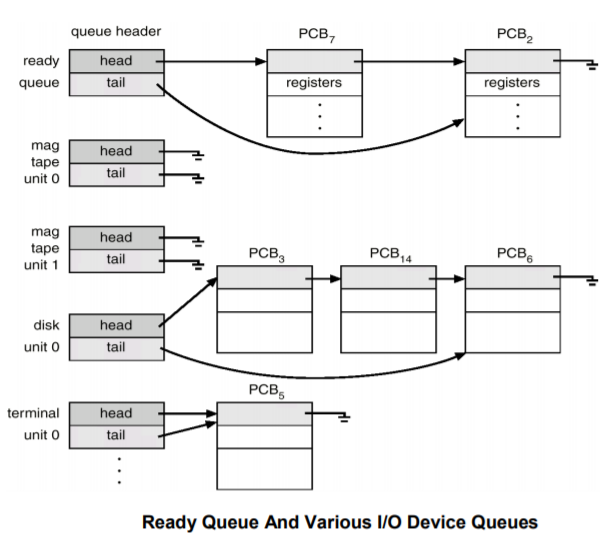 queue header
PCB7
PCB2
ready
queue
head
tail
registers
registers
mag
tape
unit 0
head
tail
mag
tape
unit 1
head
tail
PCB3
PCB14
PCB6
disk
unit 0
head
tail
PCB5
terminal
unit 0
head
tail
Ready Queue And Various I/O Device Queues